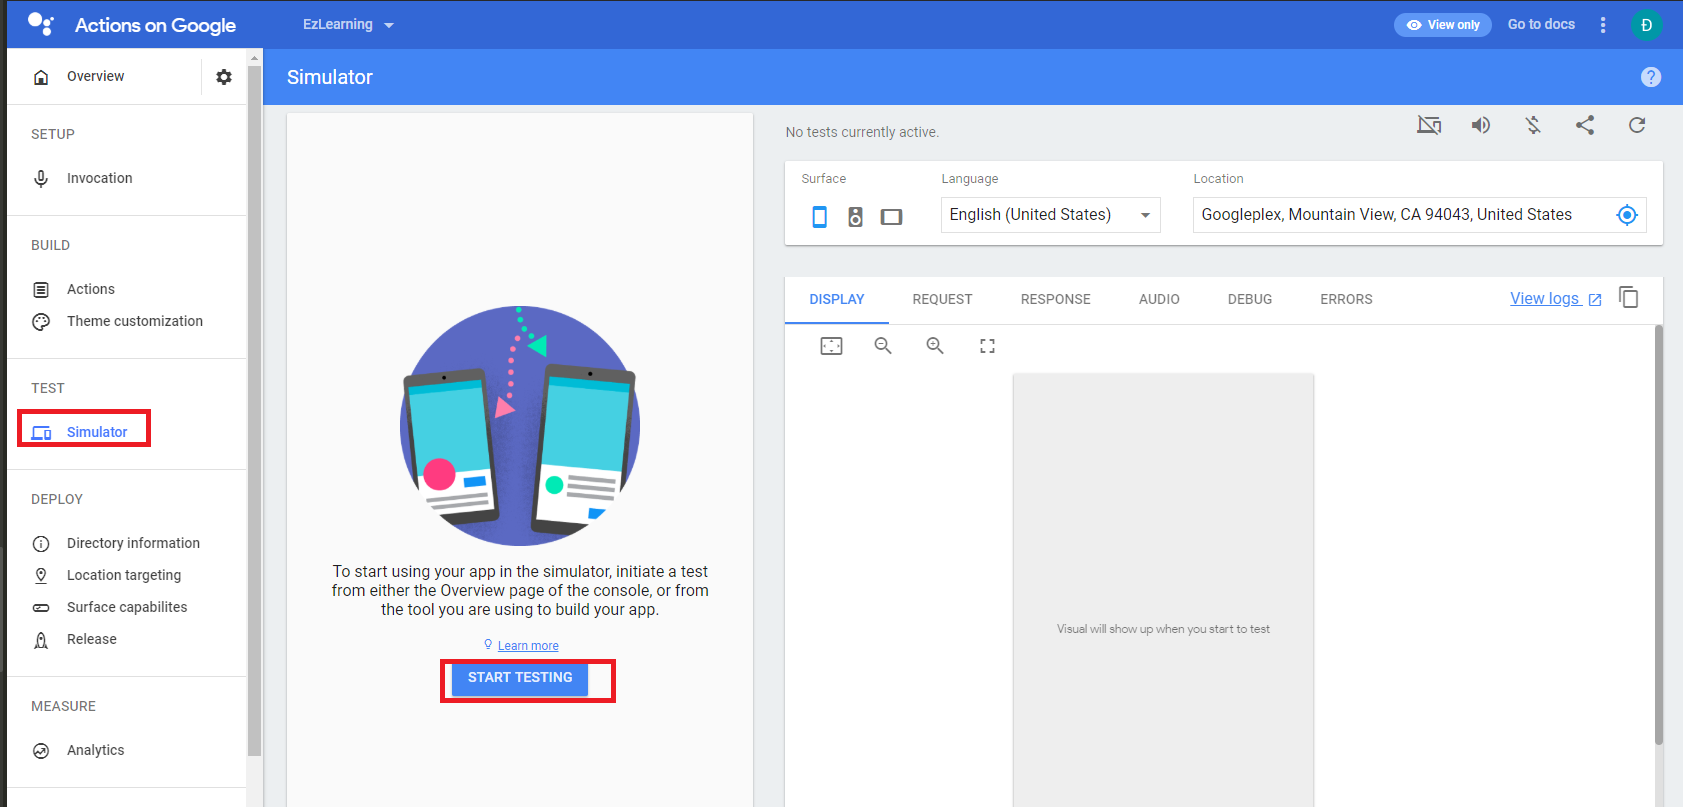 Actions on Google
EzLearning
View only
Go to docs
Đ
Overview
Simulator
?
SETUP
Invocation
BUILD
Actions
Theme customization
TEST
Simulator
DEPLOY
Directory information
Location targeting
Surface capabilites
Release
MEASURE
Analytics
To start using your app in the simulator, initiate a test
from either the Overview page of the console, or from
the tool you are using to build your app.
Learn more
START TESTING
No tests currently active.
Surface
Language
Location
English (United States)
Googleplex, Mountain View, CA 94043, United States
DISPLAY
REQUEST
RESPONSE
AUDIO
DEBUG
ERRORS
View logs
Visual will show up when you start to test